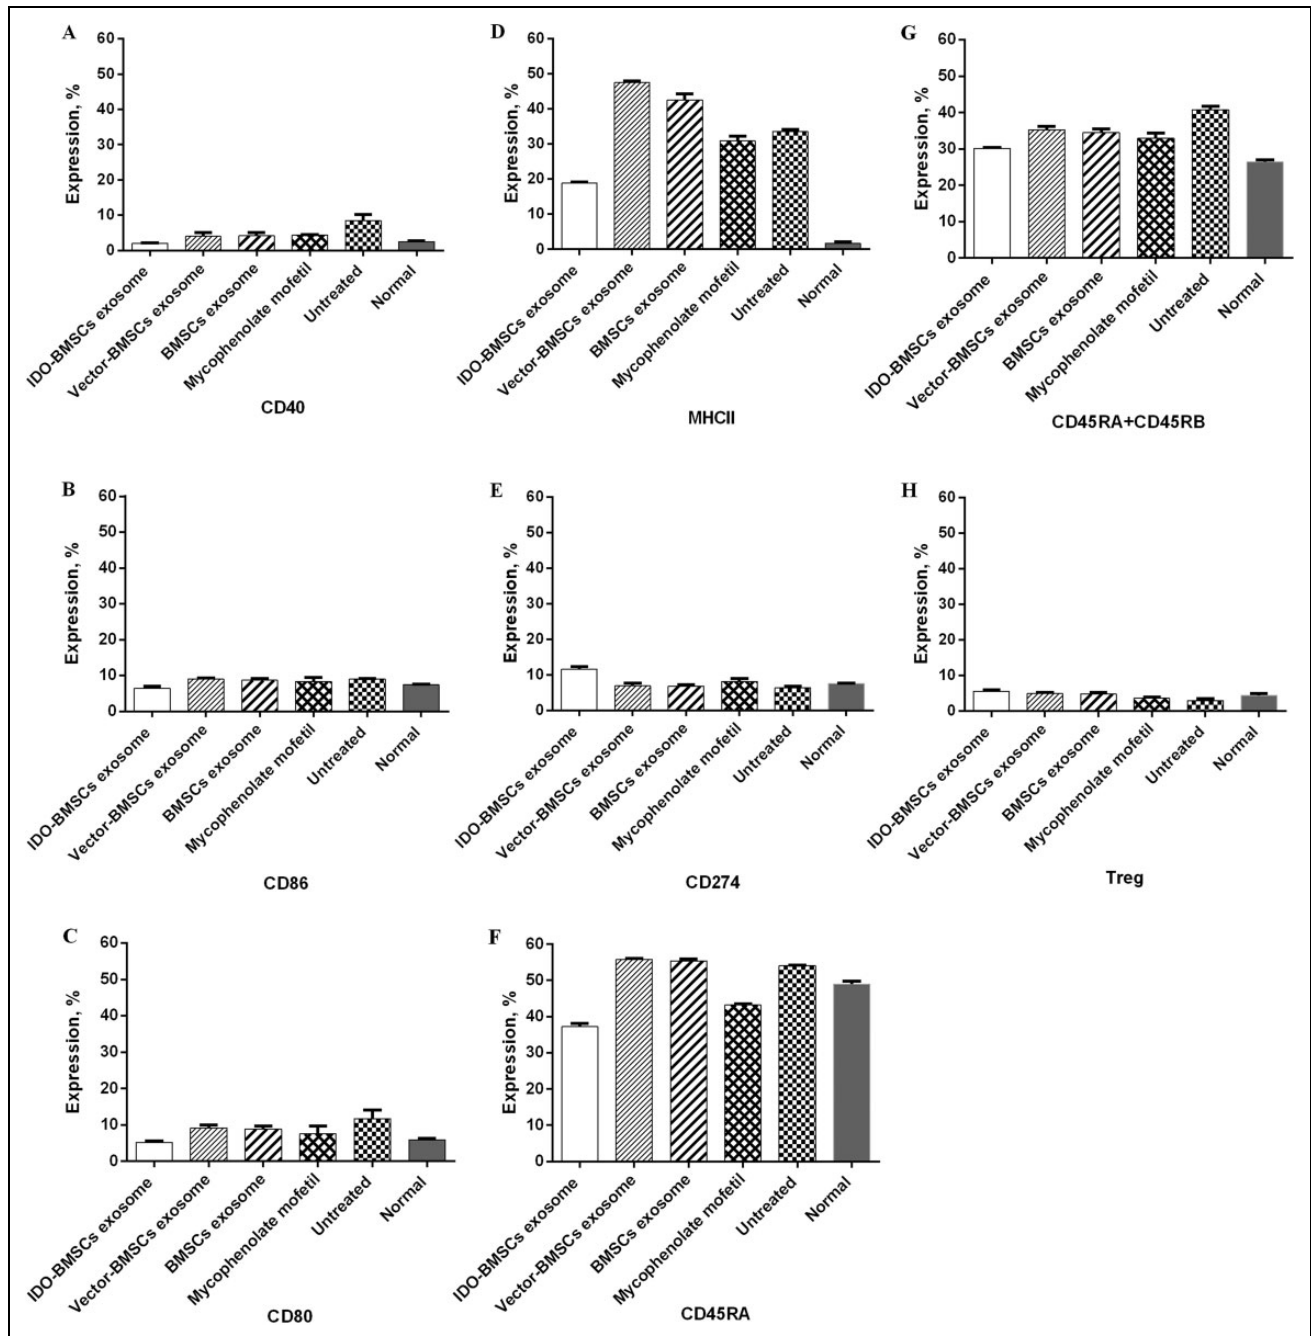 A
60
50
40
30
20
10
0
Expression, %
IDO-BMSCs exosome
Vector-BMSCs exosome
BMSCs exosome
Mycophenolate mofetil
Untreated
Normal
CD40
D
60
50
40
30
20
10
0
Expression, %
IDO-BMSCs exosome
Vector-BMSCs exosome
BMSCs exosome
Mycophenolate mofetil
Untreated
Normal
MHCII
G
60
50
40
30
20
10
0
Expression, %
IDO-BMSCs exosome
Vector-BMSCs exosome
BMSCs exosome
Mycophenolate mofetil
Untreated
Normal
CD45RA+CD45RB
B
60
50
40
30
20
10
0
Expression, %
IDO-BMSCs exosome
Vector-BMSCs exosome
BMSCs exosome
Mycophenolate mofetil
Untreated
Normal
CD86
E
60
50
40
30
20
10
0
Expression, %
IDO-BMSCs exosome
Vector-BMSCs exosome
BMSCs exosome
Mycophenolate mofetil
Untreated
Normal
CD274
H
60
50
40
30
20
10
0
Expression, %
IDO-BMSCs exosome
Vector-BMSCs exosome
BMSCs exosome
Mycophenolate mofetil
Untreated
Normal
Treg
C
60
50
40
30
20
10
0
Expression, %
IDO-BMSCs exosome
Vector-BMSCs exosome
BMSCs exosome
Mycophenolate mofetil
Untreated
Normal
CD80
F
60
50
40
30
20
10
0
Expression, %
IDO-BMSCs exosome
Vector-BMSCs exosome
BMSCs exosome
Mycophenolate mofetil
Untreated
Normal
CD45RA